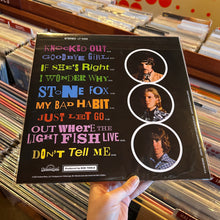 KNOCKED OUT...
GOODBYE GIRL...
IF SHE'S RIGHT...
I WONDER WHY...
STONE FOX...
MY BAD HABIT...
JUST LET GO...
OUT WHERE THE
LIGHT FISH LIVE...
DON'T TELL ME...